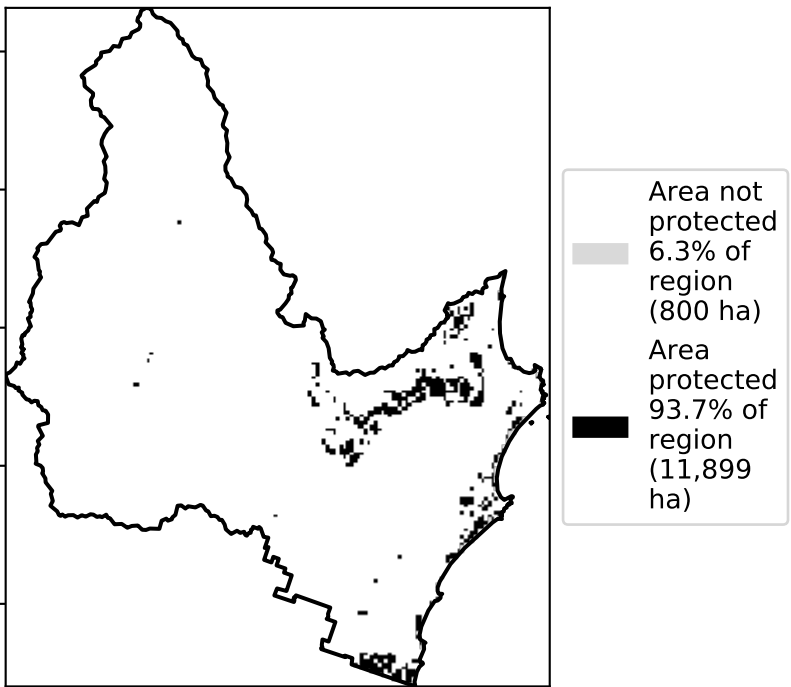 Area not
protected
6.3% of
region
(800 ha)
Area
protected
93.7% of
region
(11,899
ha)